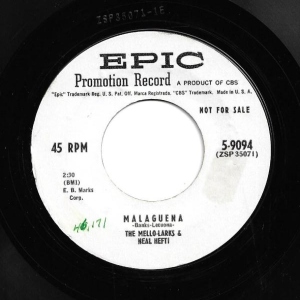 ZSP35071-1E
EPIC
Promotion Record A PRODUCT OF CBS
"Epic" Trademark Reg. U. S. Pat. Off. Marca Registrada. "CBS" Trademark. Made in U. S. A.
NOT FOR SALE
45 RPM
5-9094
(ZSP 35071)
2:30
(BMI)
E. B. Marks
Corp.
MALAGUENA
-Banks-Lecuona-
THE MELLO-LARKS &
NEAL HEFTI